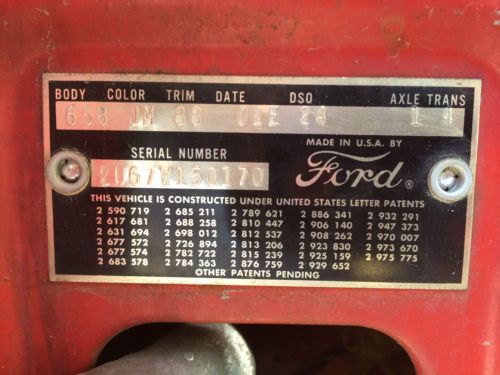 BODY COLOR TRIM DATE DSO AXLE TRANS
JM 88 24 1 4
MADE IN U.S.A. BY
SERIAL NUMBER
Ford ®
2UG7W150170
THIS VEHICLE IS CONSTRUCTED UNDER UNITED STATES LETTER PATENTS
2 590 719 2 685 211 2 789 621 2 886 341 2 932 291
2 617 681 2 688 258 2 810 447 2 906 140 2 947 373
2 631 694 2 698 012 2 812 537 2 908 262 2 970 007
2 677 572 2 726 894 2 813 206 2 923 830 2 973 670
2 677 574 2 782 722 2 815 239 2 925 159 2 975 775
2 683 578 2 784 363 2 876 759 2 929 652
OTHER PATENTS PENDING